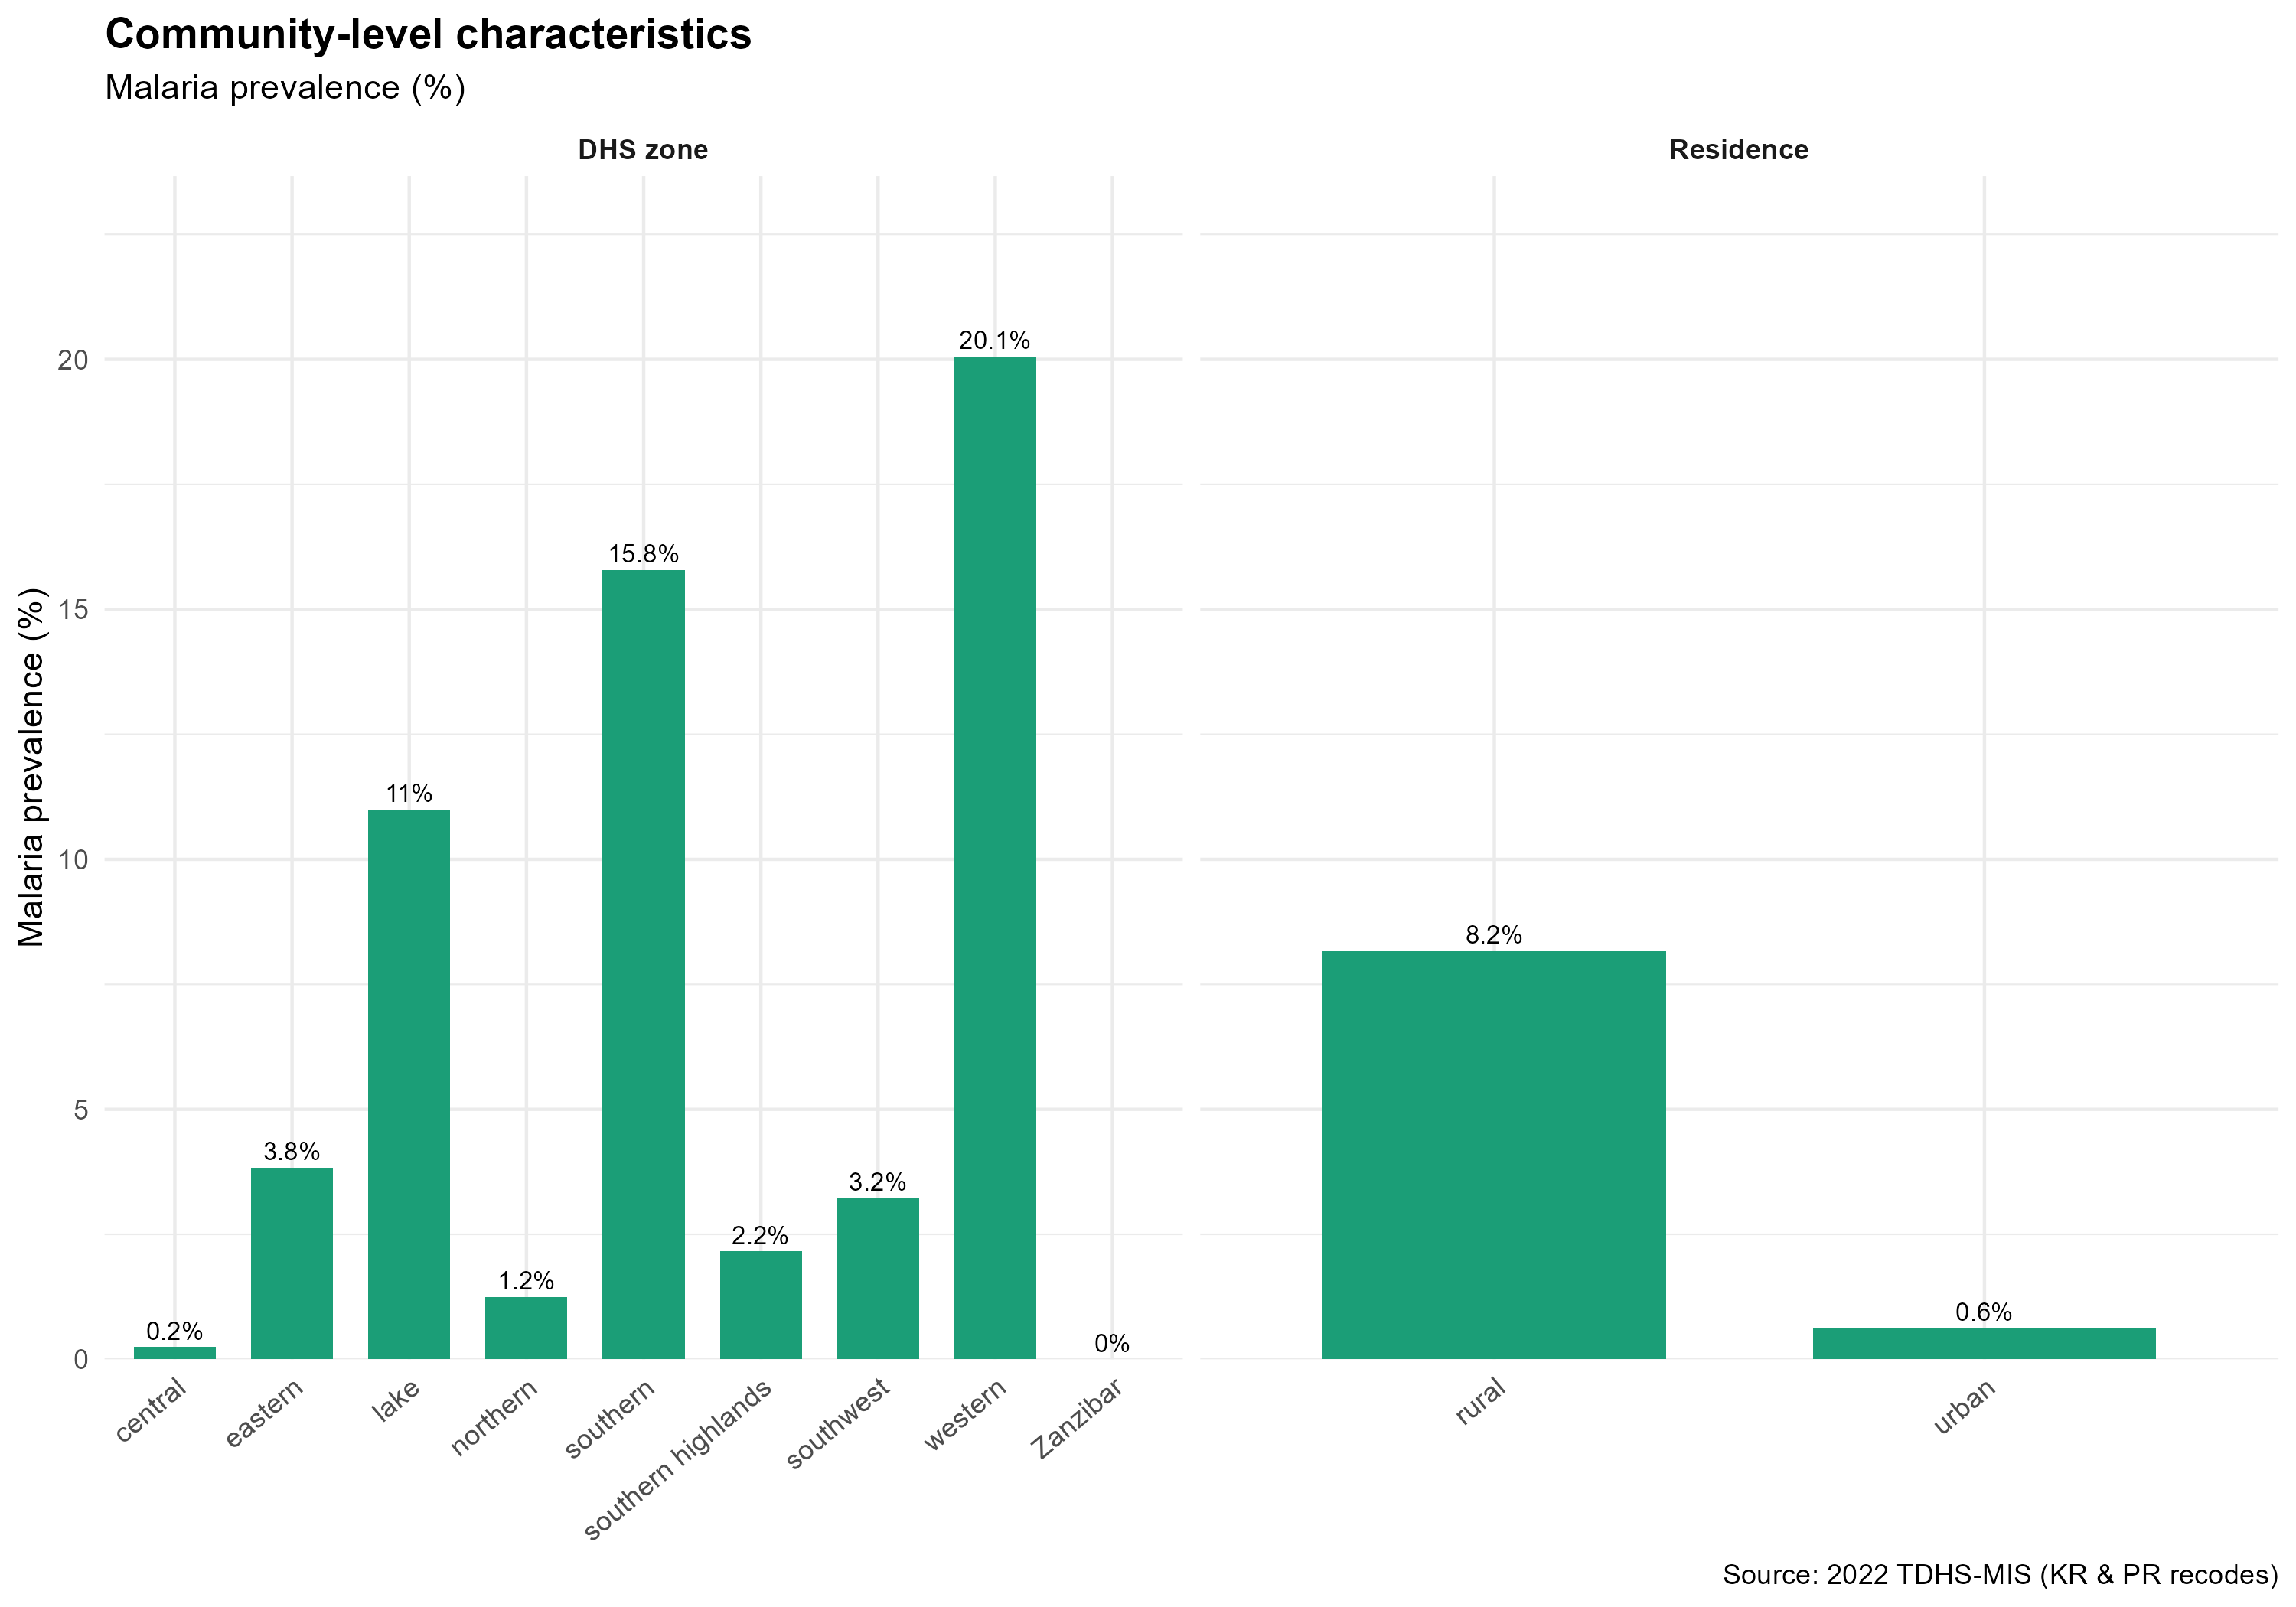 Community-level characteristics
Malaria prevalence (%)
DHS zone
Residence
Malaria prevalence (%)
20
15
10
5
0
0.2%
3.8%
11%
1.2%
15.8%
2.2%
3.2%
20.1%
0%
8.2%
0.6%
central
eastern
lake
northern
southern
southern highlands
southwest
western
Zanzibar
rural
urban
Source: 2022 TDHS-MIS (KR & PR recodes)